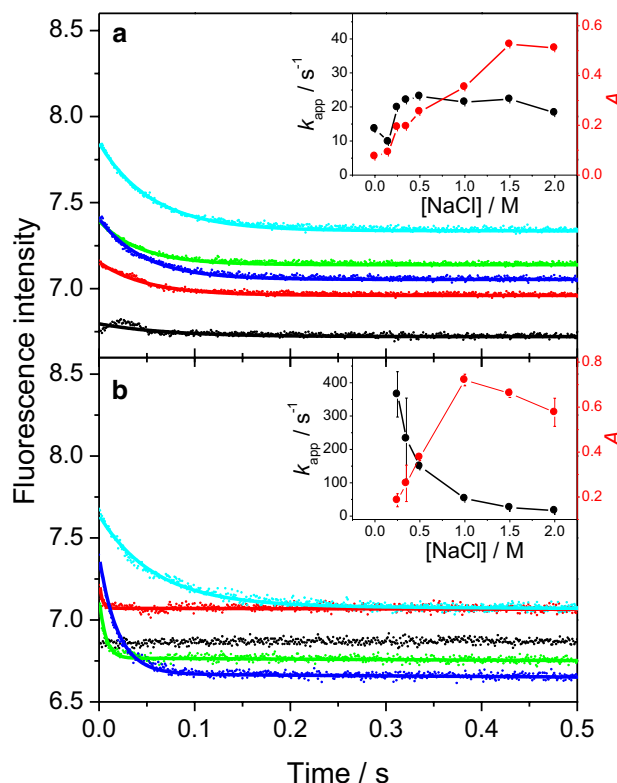 8.5
8.0
7.5
7.0
a
k_app / s⁻¹
40
30
20
10
0
0.6
0.4
0.2
0.0
Δ
0.0 0.5 1.0 1.5 2.0
[NaCl] / M
Fluorescence intensity
8.5
8.0
7.5
7.0
6.5
b
k_app / s⁻¹
400
300
200
100
0
0.8
0.6
0.4
0.2
Δ
0.0 0.5 1.0 1.5 2.0
[NaCl] / M
0.0 0.1 0.2 0.3 0.4 0.5
Time / s